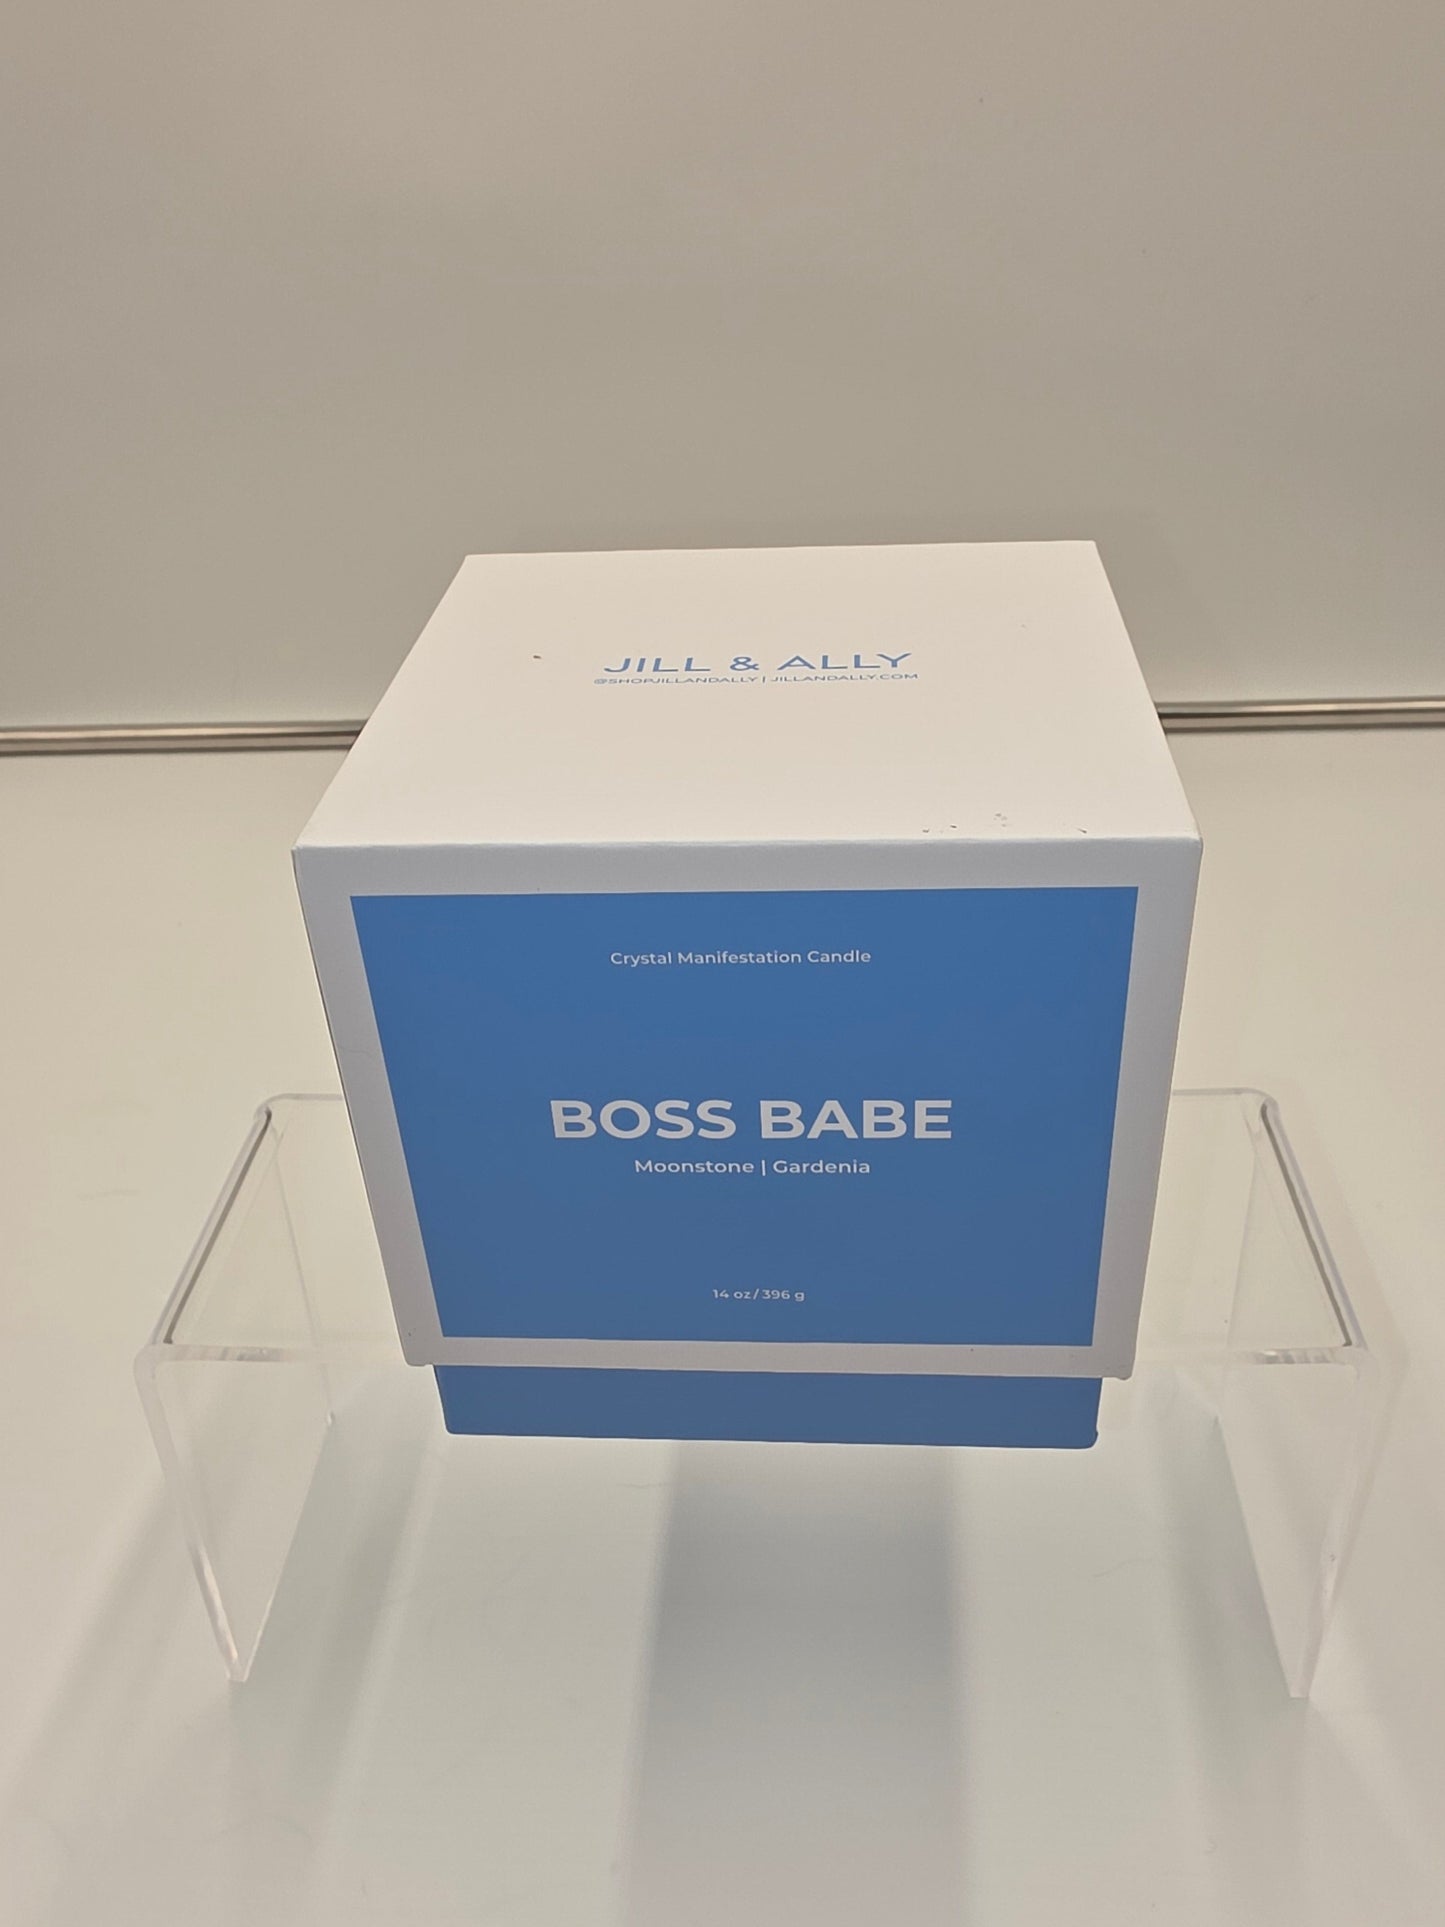 JILL & ALLY
@SHOPJILLANDALLY | JILLANDALLY.COM
Crystal Manifestation Candle
BOSS BABE
Moonstone | Gardenia
14 oz / 396 g